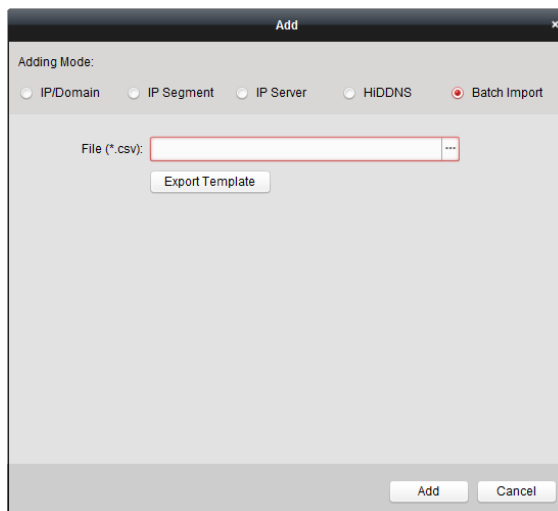 Add
×
Adding Mode:
IP/Domain IP Segment IP Server HiDDNS Batch Import
File (*.csv): ...
Export Template
Add Cancel